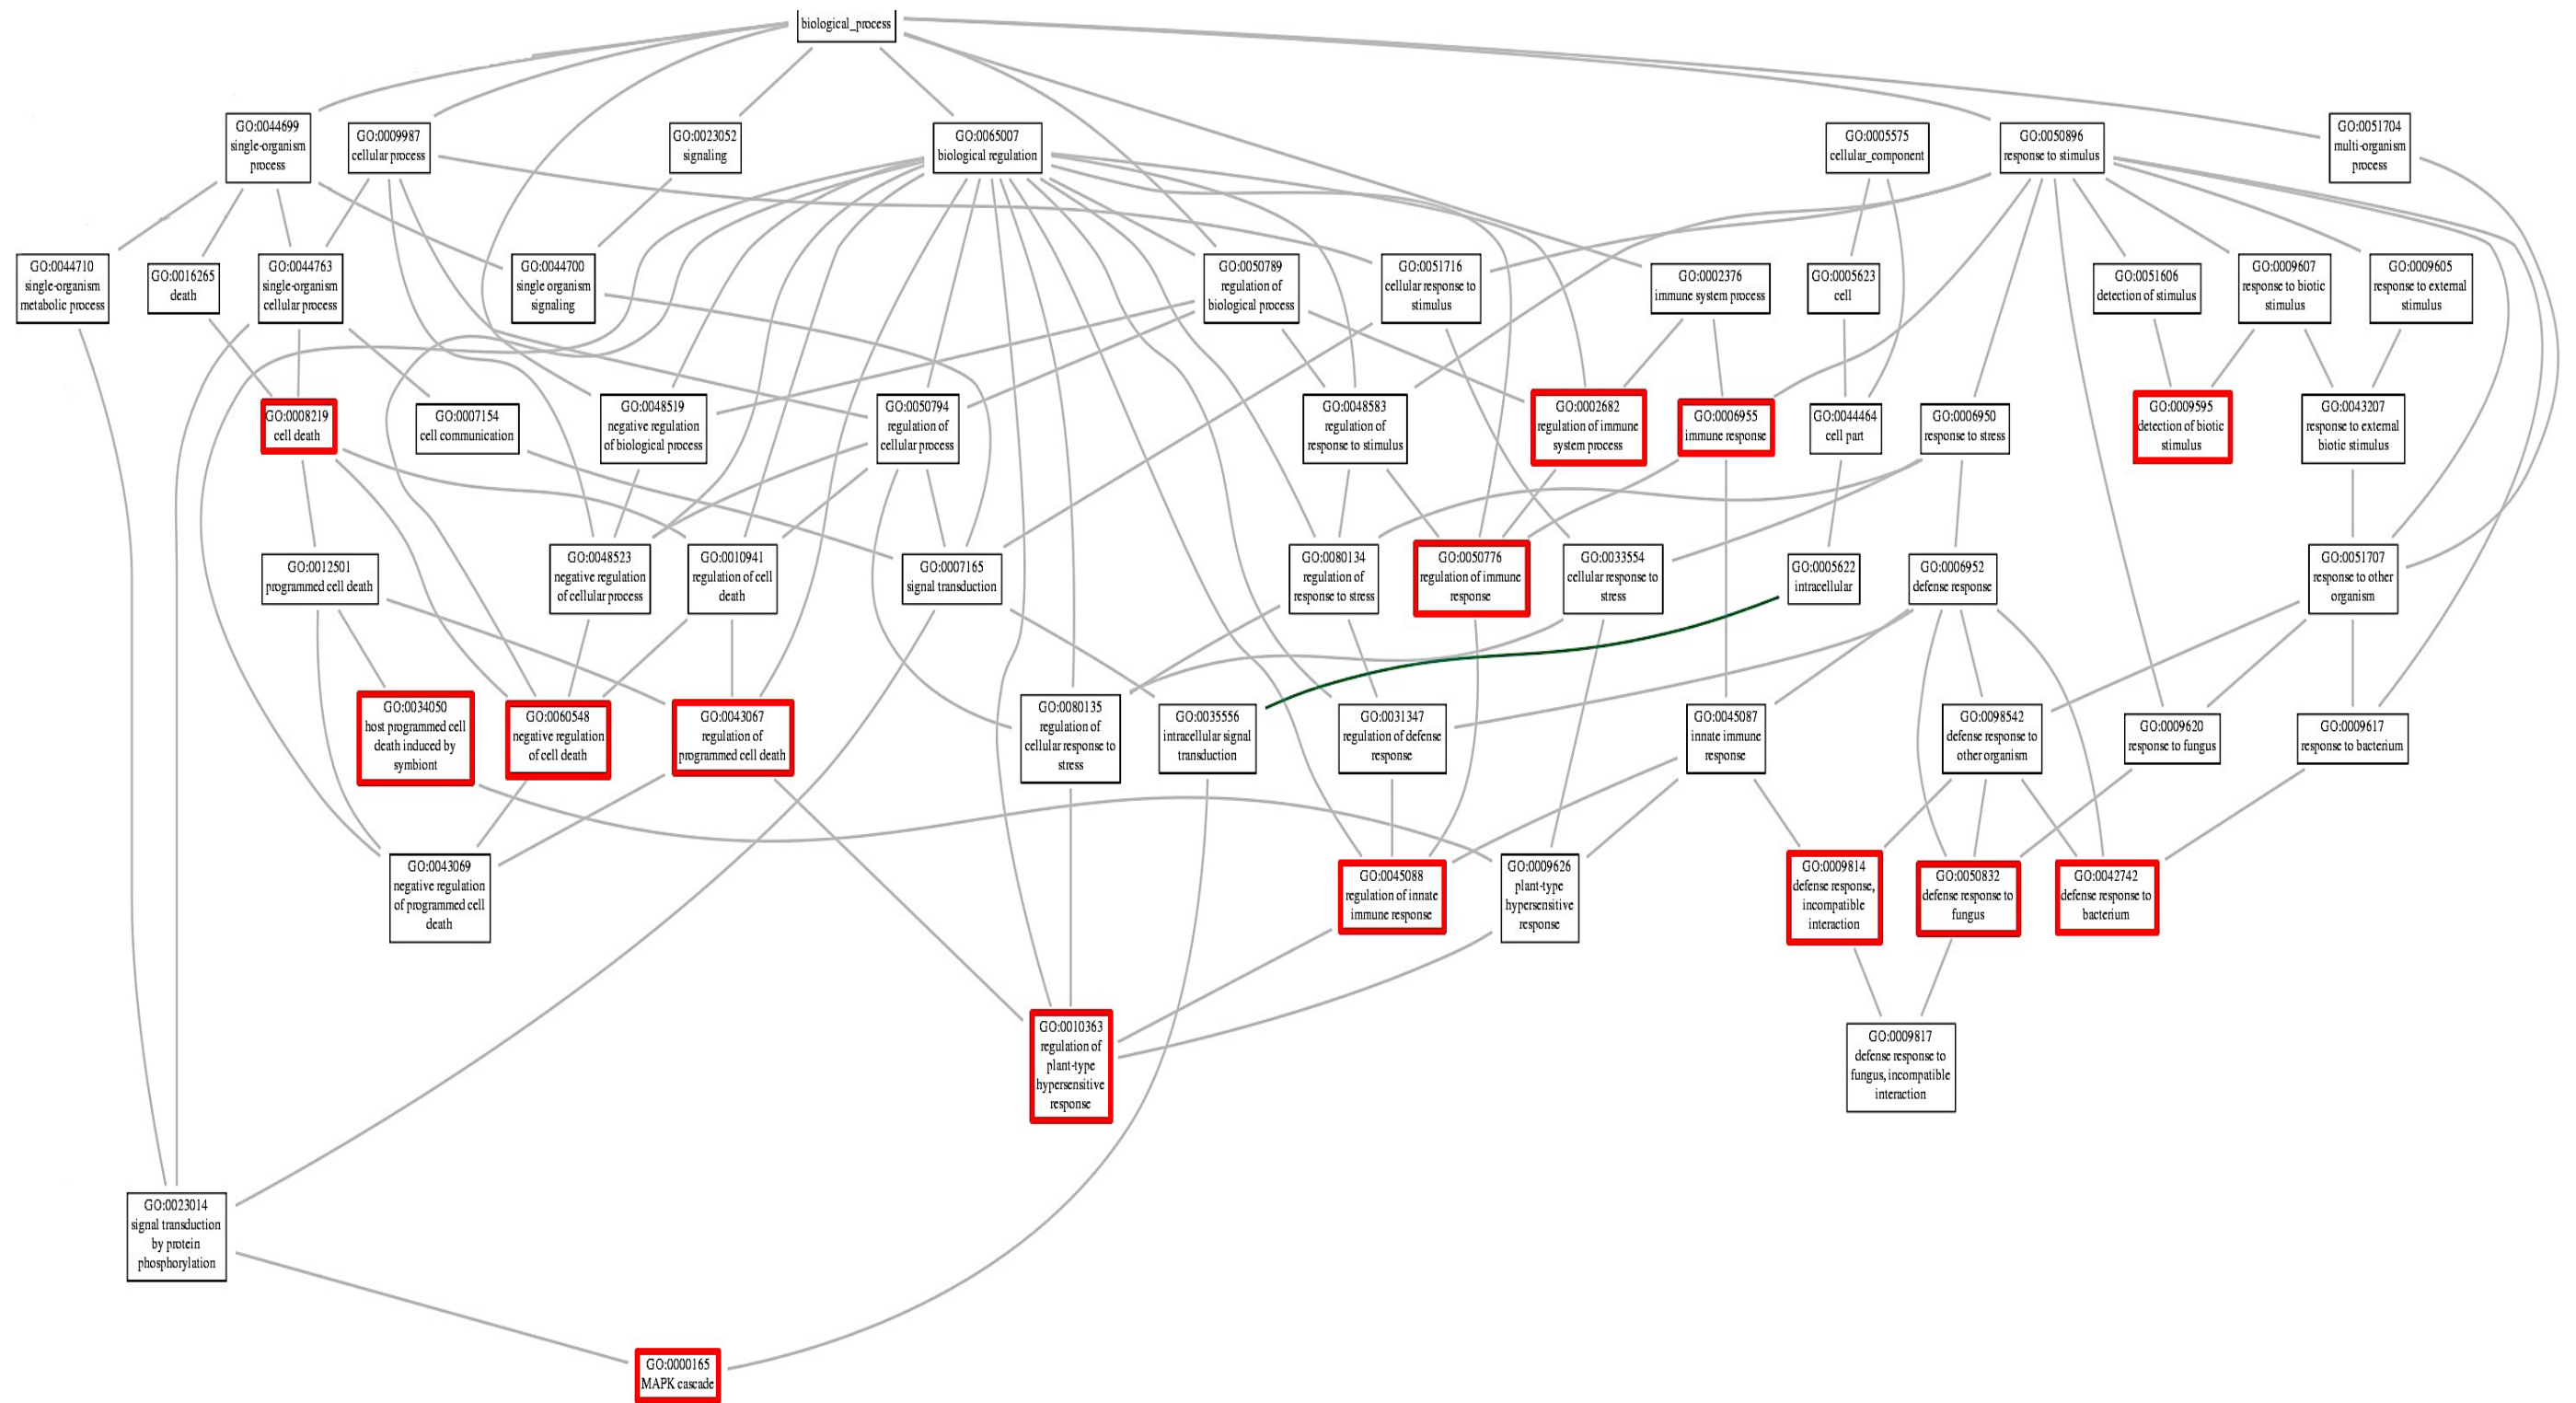 biological_process
GO:0044699
single-organism
process
GO:0009987
cellular process
GO:0023052
signaling
GO:0065007
biological regulation
GO:0005575
cellular_component
GO:0050896
response to stimulus
GO:0051704
multi-organism
process
GO:0044710
single-organism
metabolic process
GO:0016265
death
GO:0044763
single-organism
cellular process
GO:0044700
single organism
signaling
GO:0050789
regulation of
biological process
GO:0051716
cellular response to
stimulus
GO:0002376
immune system process
GO:0005623
cell
GO:0051606
detection of stimulus
GO:0009607
response to biotic
stimulus
GO:0009605
response to external
stimulus
GO:0008219
cell death
GO:0007154
cell communication
GO:0048519
negative regulation
of biological process
GO:0050794
regulation of
cellular process
GO:0048583
regulation of
response to stimulus
GO:0002682
regulation of immune
system process
GO:0006955
immune response
GO:0044464
cell part
GO:0006950
response to stress
GO:0009595
detection of biotic
stimulus
GO:0043207
response to external
biotic stimulus
GO:0012501
programmed cell death
GO:0048523
negative regulation
of cellular process
GO:0010941
regulation of cell
death
GO:0007165
signal transduction
GO:0080134
regulation of
response to stress
GO:0050776
regulation of immune
response
GO:0033554
cellular response to
stress
GO:0005622
intracellular
GO:0006952
defense response
GO:0051707
response to other
organism
GO:0034050
host programmed cell
death induced by
symbiont
GO:0060548
negative regulation
of cell death
GO:0043067
regulation of
programmed cell death
GO:0080135
regulation of
cellular response to
stress
GO:0035556
intracellular signal
transduction
GO:0031347
regulation of defense
response
GO:0045087
innate immune
response
GO:0098542
defense response to
other organism
GO:0009620
response to fungus
GO:0009617
response to bacterium
GO:0043069
negative regulation
of programmed cell
death
GO:0045088
regulation of innate
immune response
GO:0009626
plant-type
hypersensitive
response
GO:0009814
defense response,
incompatible
interaction
GO:0050832
defense response to
fungus
GO:0042742
defense response to
bacterium
GO:0010363
regulation of
plant-type
hypersensitive
response
GO:0009817
defense response to
fungus, incompatible
interaction
GO:0023014
signal transduction
by protein
phosphorylation
GO:0000165
MAPK cascade